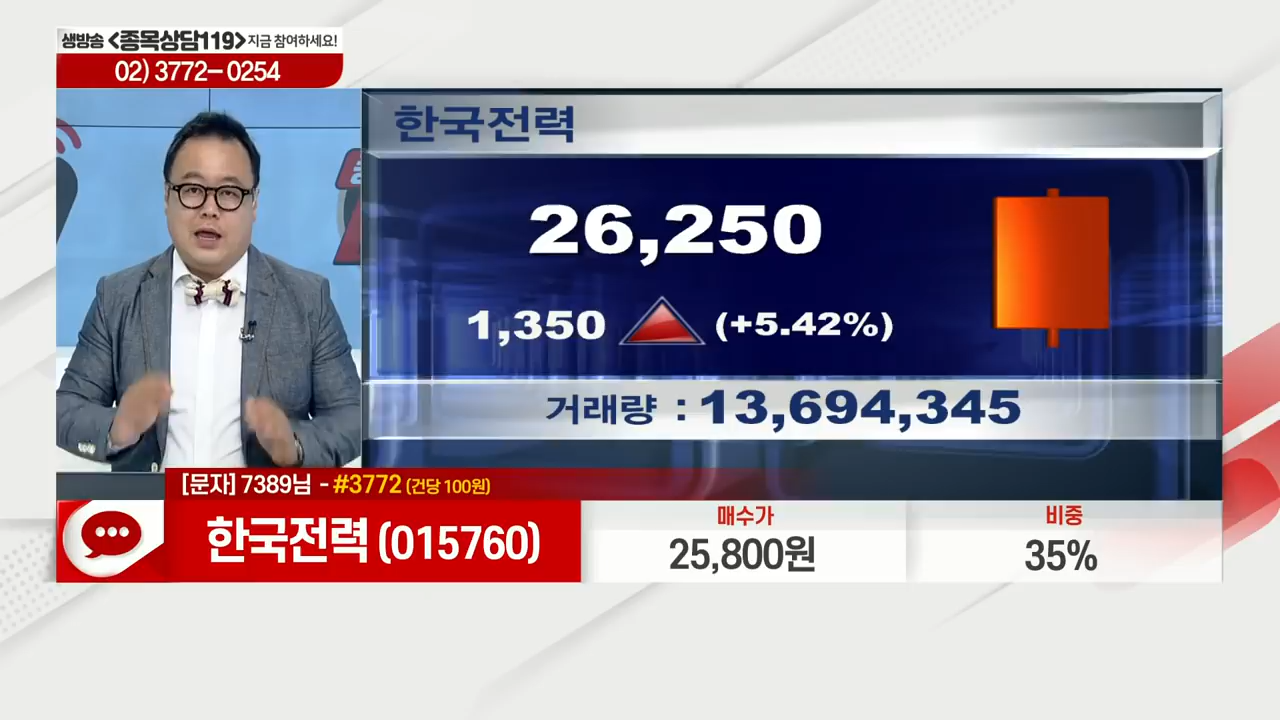 생방송 <종목상담119> 지금 참여하세요!
02) 3772-0254
한국전력
26,250
1,350 (+5.42%)
거래량 : 13,694,345
[문자] 7389님 - #3772 (건당 100원)
한국전력 (015760)
매수가
25,800원
비중
35%